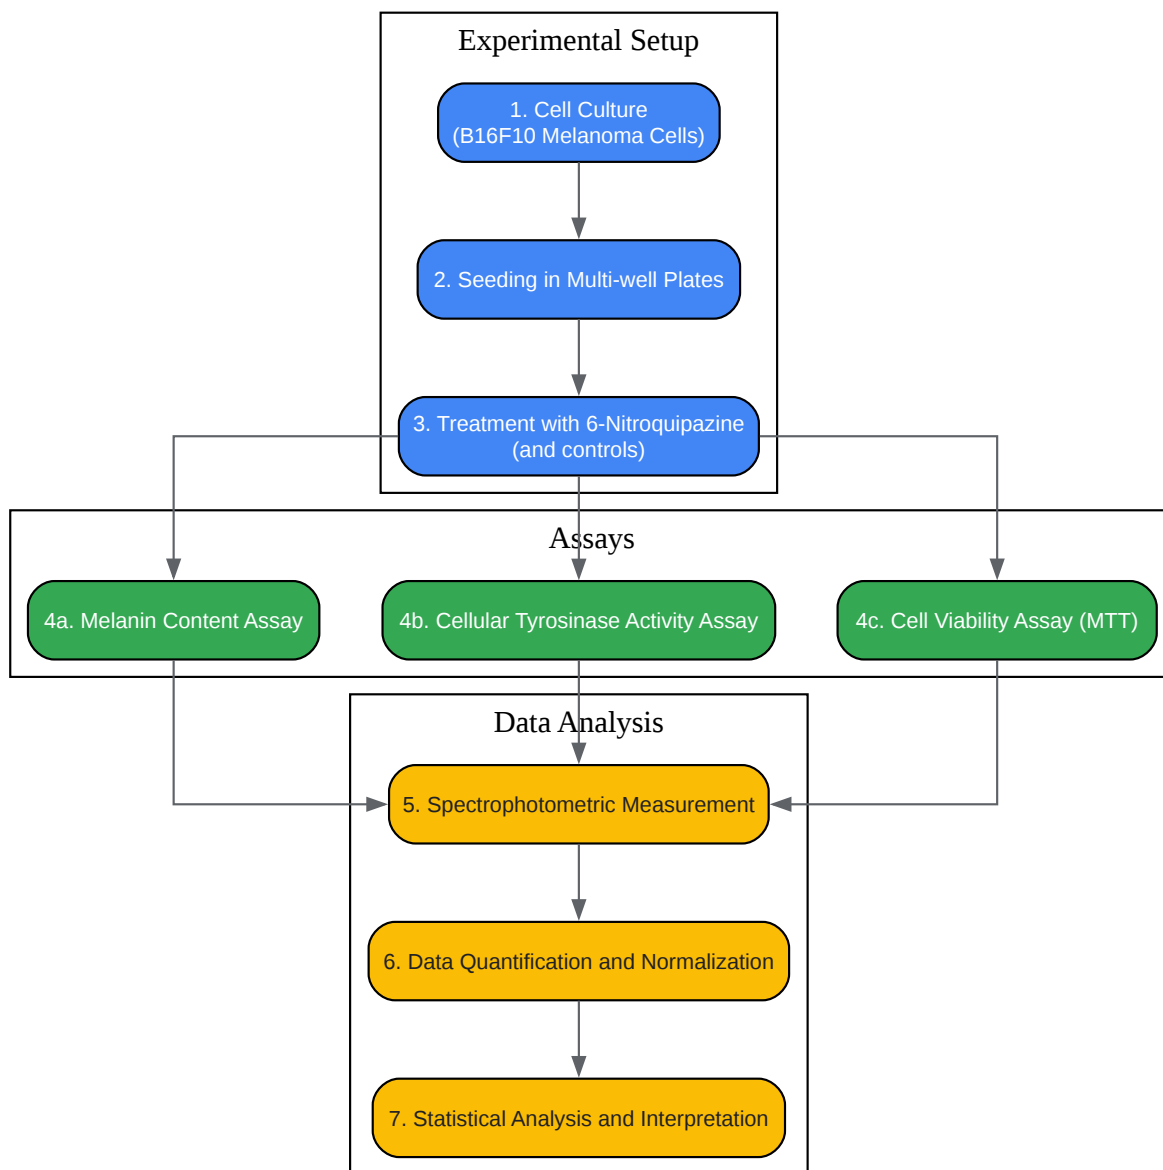 Experimental Setup
1. Cell Culture
(B16F10 Melanoma Cells)
2. Seeding in Multi-well Plates
3. Treatment with 6-Nitroquipazine
(and controls)
Assays
4a. Melanin Content Assay
4b. Cellular Tyrosinase Activity Assay
4c. Cell Viability Assay (MTT)
Data Analysis
5. Spectrophotometric Measurement
6. Data Quantification and Normalization
7. Statistical Analysis and Interpretation